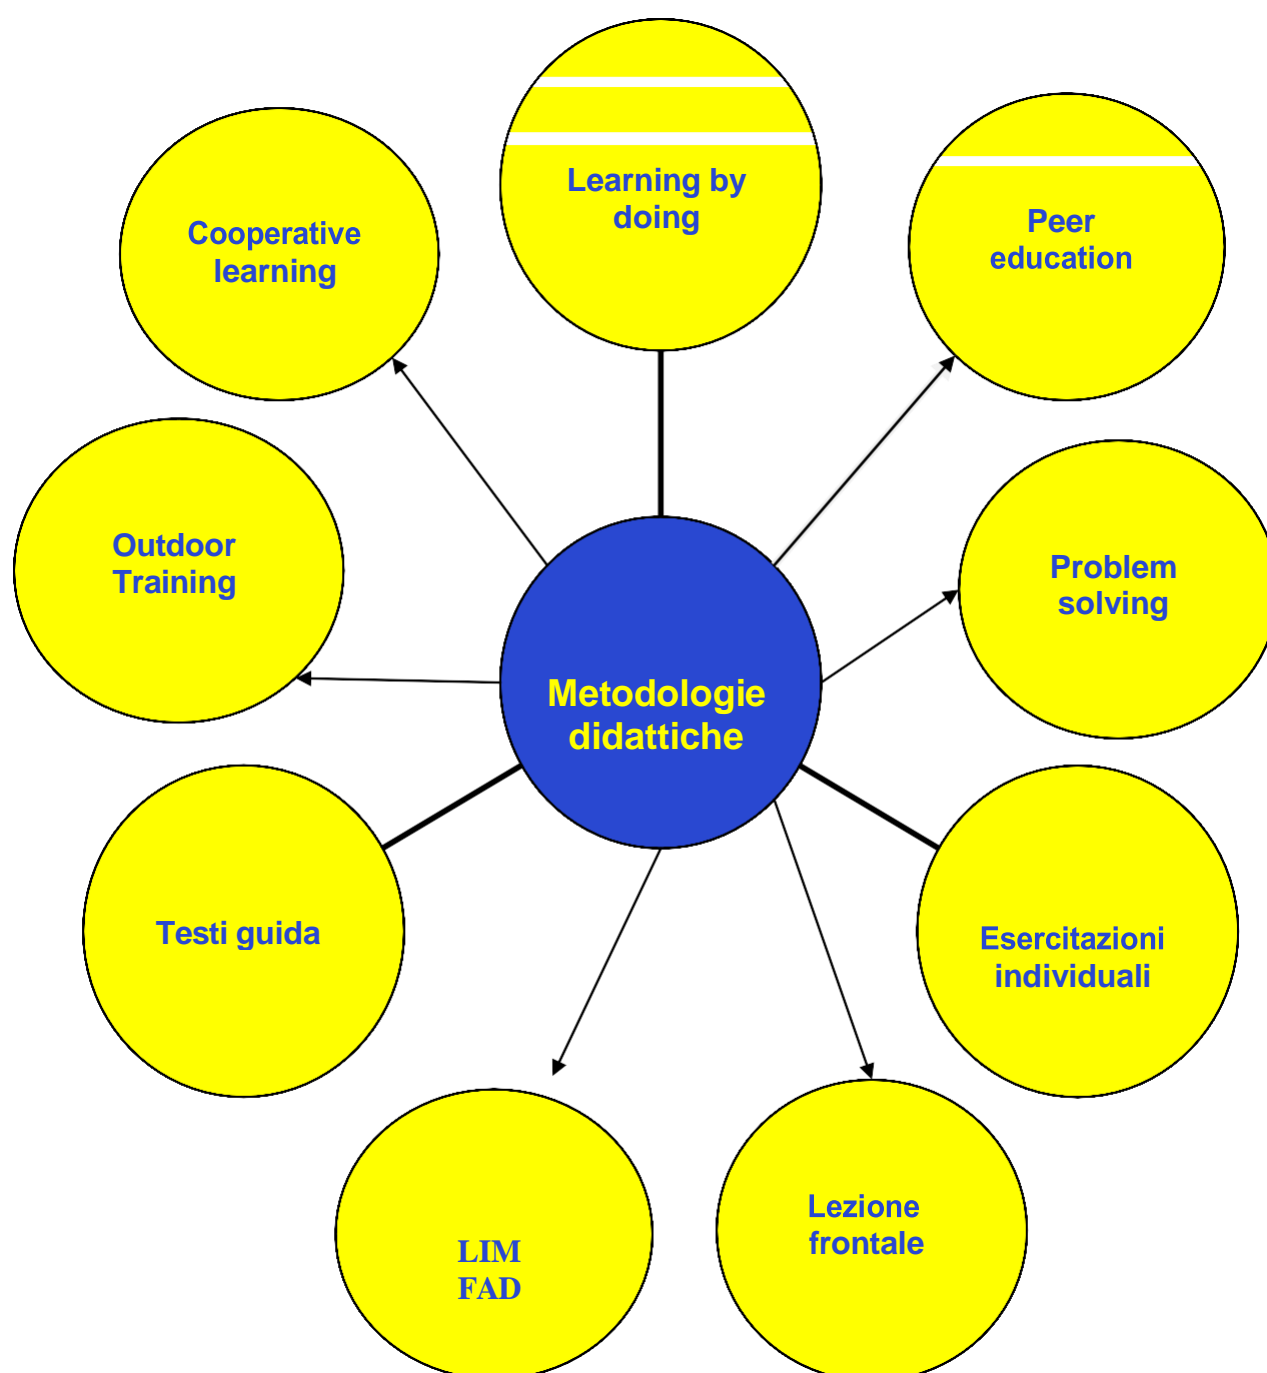 Learning by
doing
Cooperative
learning
Peer
education
Outdoor
Training
Problem
solving
Metodologie
didattiche
Testi guida
Esercitazioni
individuali
LIM
FAD
Lezione
frontale